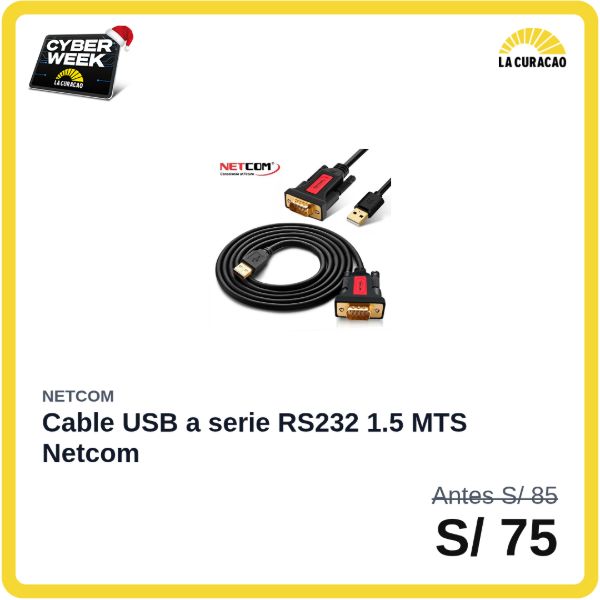 CYBER
WEEK
LA CURACAO
LA CURACAO
NETCOM
NETCOM
Cable USB a serie RS232 1.5 MTS
Netcom
Antes S/ 85
S/ 75